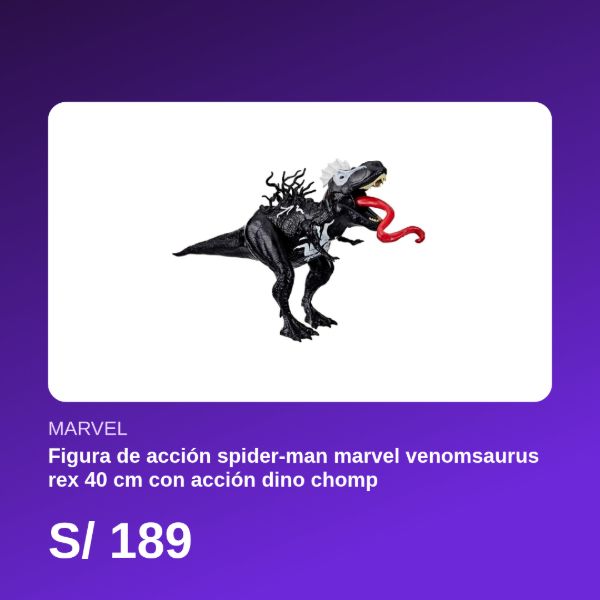 MARVEL
Figura de acción spider-man marvel venomsaurus
rex 40 cm con acción dino chomp
S/ 189